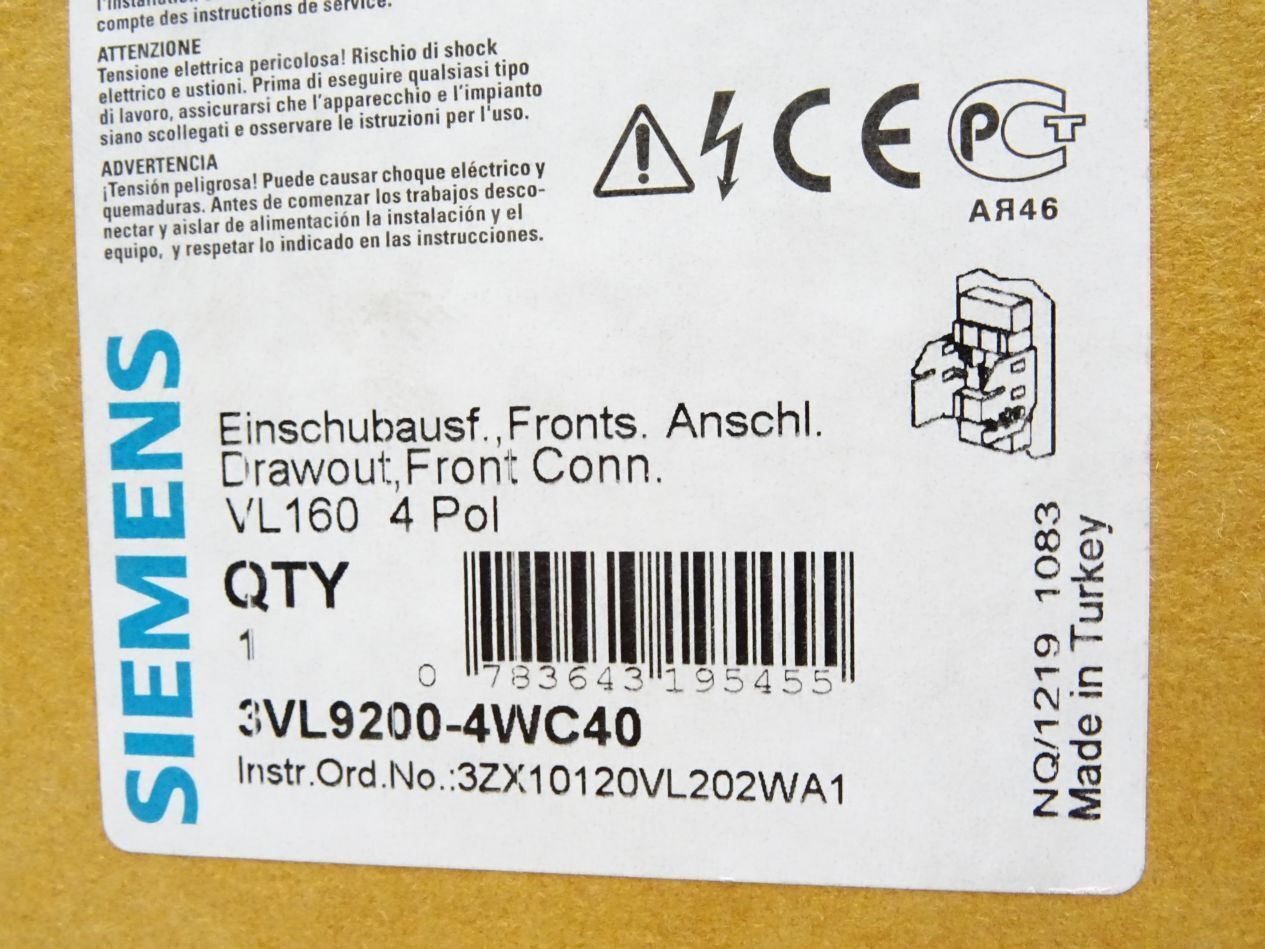 compte des instructions de service.
ATTENZIONE
Tensione elettrica pericolosa! Rischio di shock
elettrico e ustioni. Prima di eseguire qualsiasi tipo
di lavoro, assicurarsi che l'apparecchio e l'impianto
siano scollegati e osservare le istruzioni per l'uso.
ADVERTENCIA
¡Tensión peligrosa! Puede causar choque eléctrico y
quemaduras. Antes de comenzar los trabajos desco-
nectar y aislar de alimentación la instalación y el
equipo, y respetar lo indicado en las instrucciones.
CE
PCT
АЯ46
SIEMENS
Einschubausf.,Fronts. Anschl.
Drawout,Front Conn.
VL160 4 Pol
QTY
1
0 783643 195455
3VL9200-4WC40
Instr.Ord.No.:3ZX10120VL202WA1
NQ/1219 1083
Made in Turkey